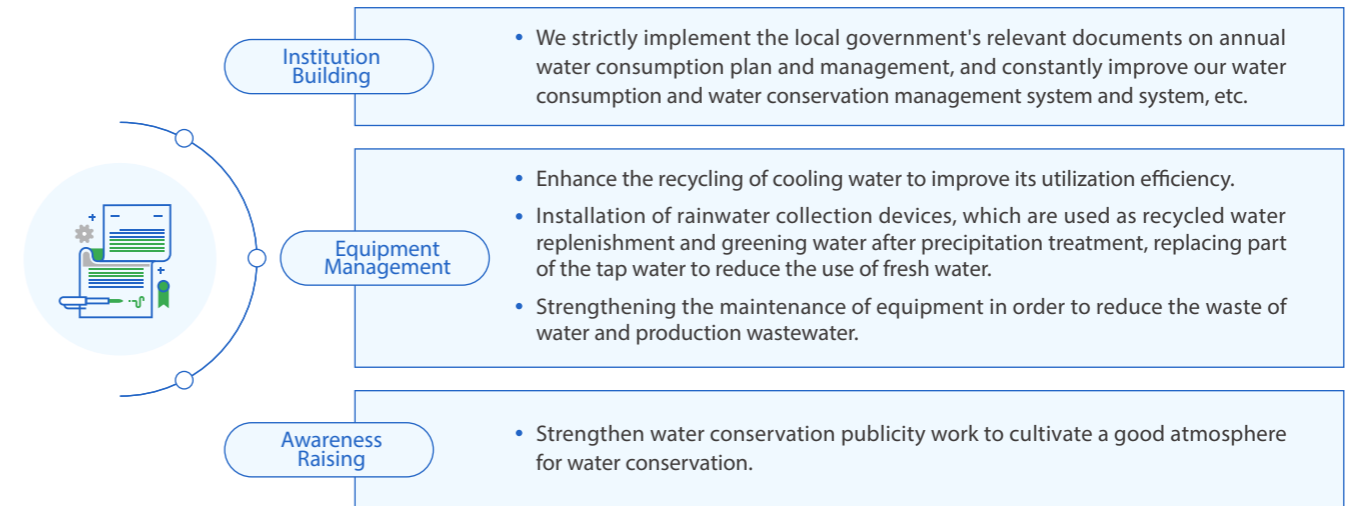 Institution
Building
• We strictly implement the local government's relevant documents on annual
water consumption plan and management, and constantly improve our water
consumption and water conservation management system and system, etc.
Equipment
Management
• Enhance the recycling of cooling water to improve its utilization efficiency.
• Installation of rainwater collection devices, which are used as recycled water
replenishment and greening water after precipitation treatment, replacing part
of the tap water to reduce the use of fresh water.
• Strengthening the maintenance of equipment in order to reduce the waste of
water and production wastewater.
Awareness
Raising
• Strengthen water conservation publicity work to cultivate a good atmosphere
for water conservation.